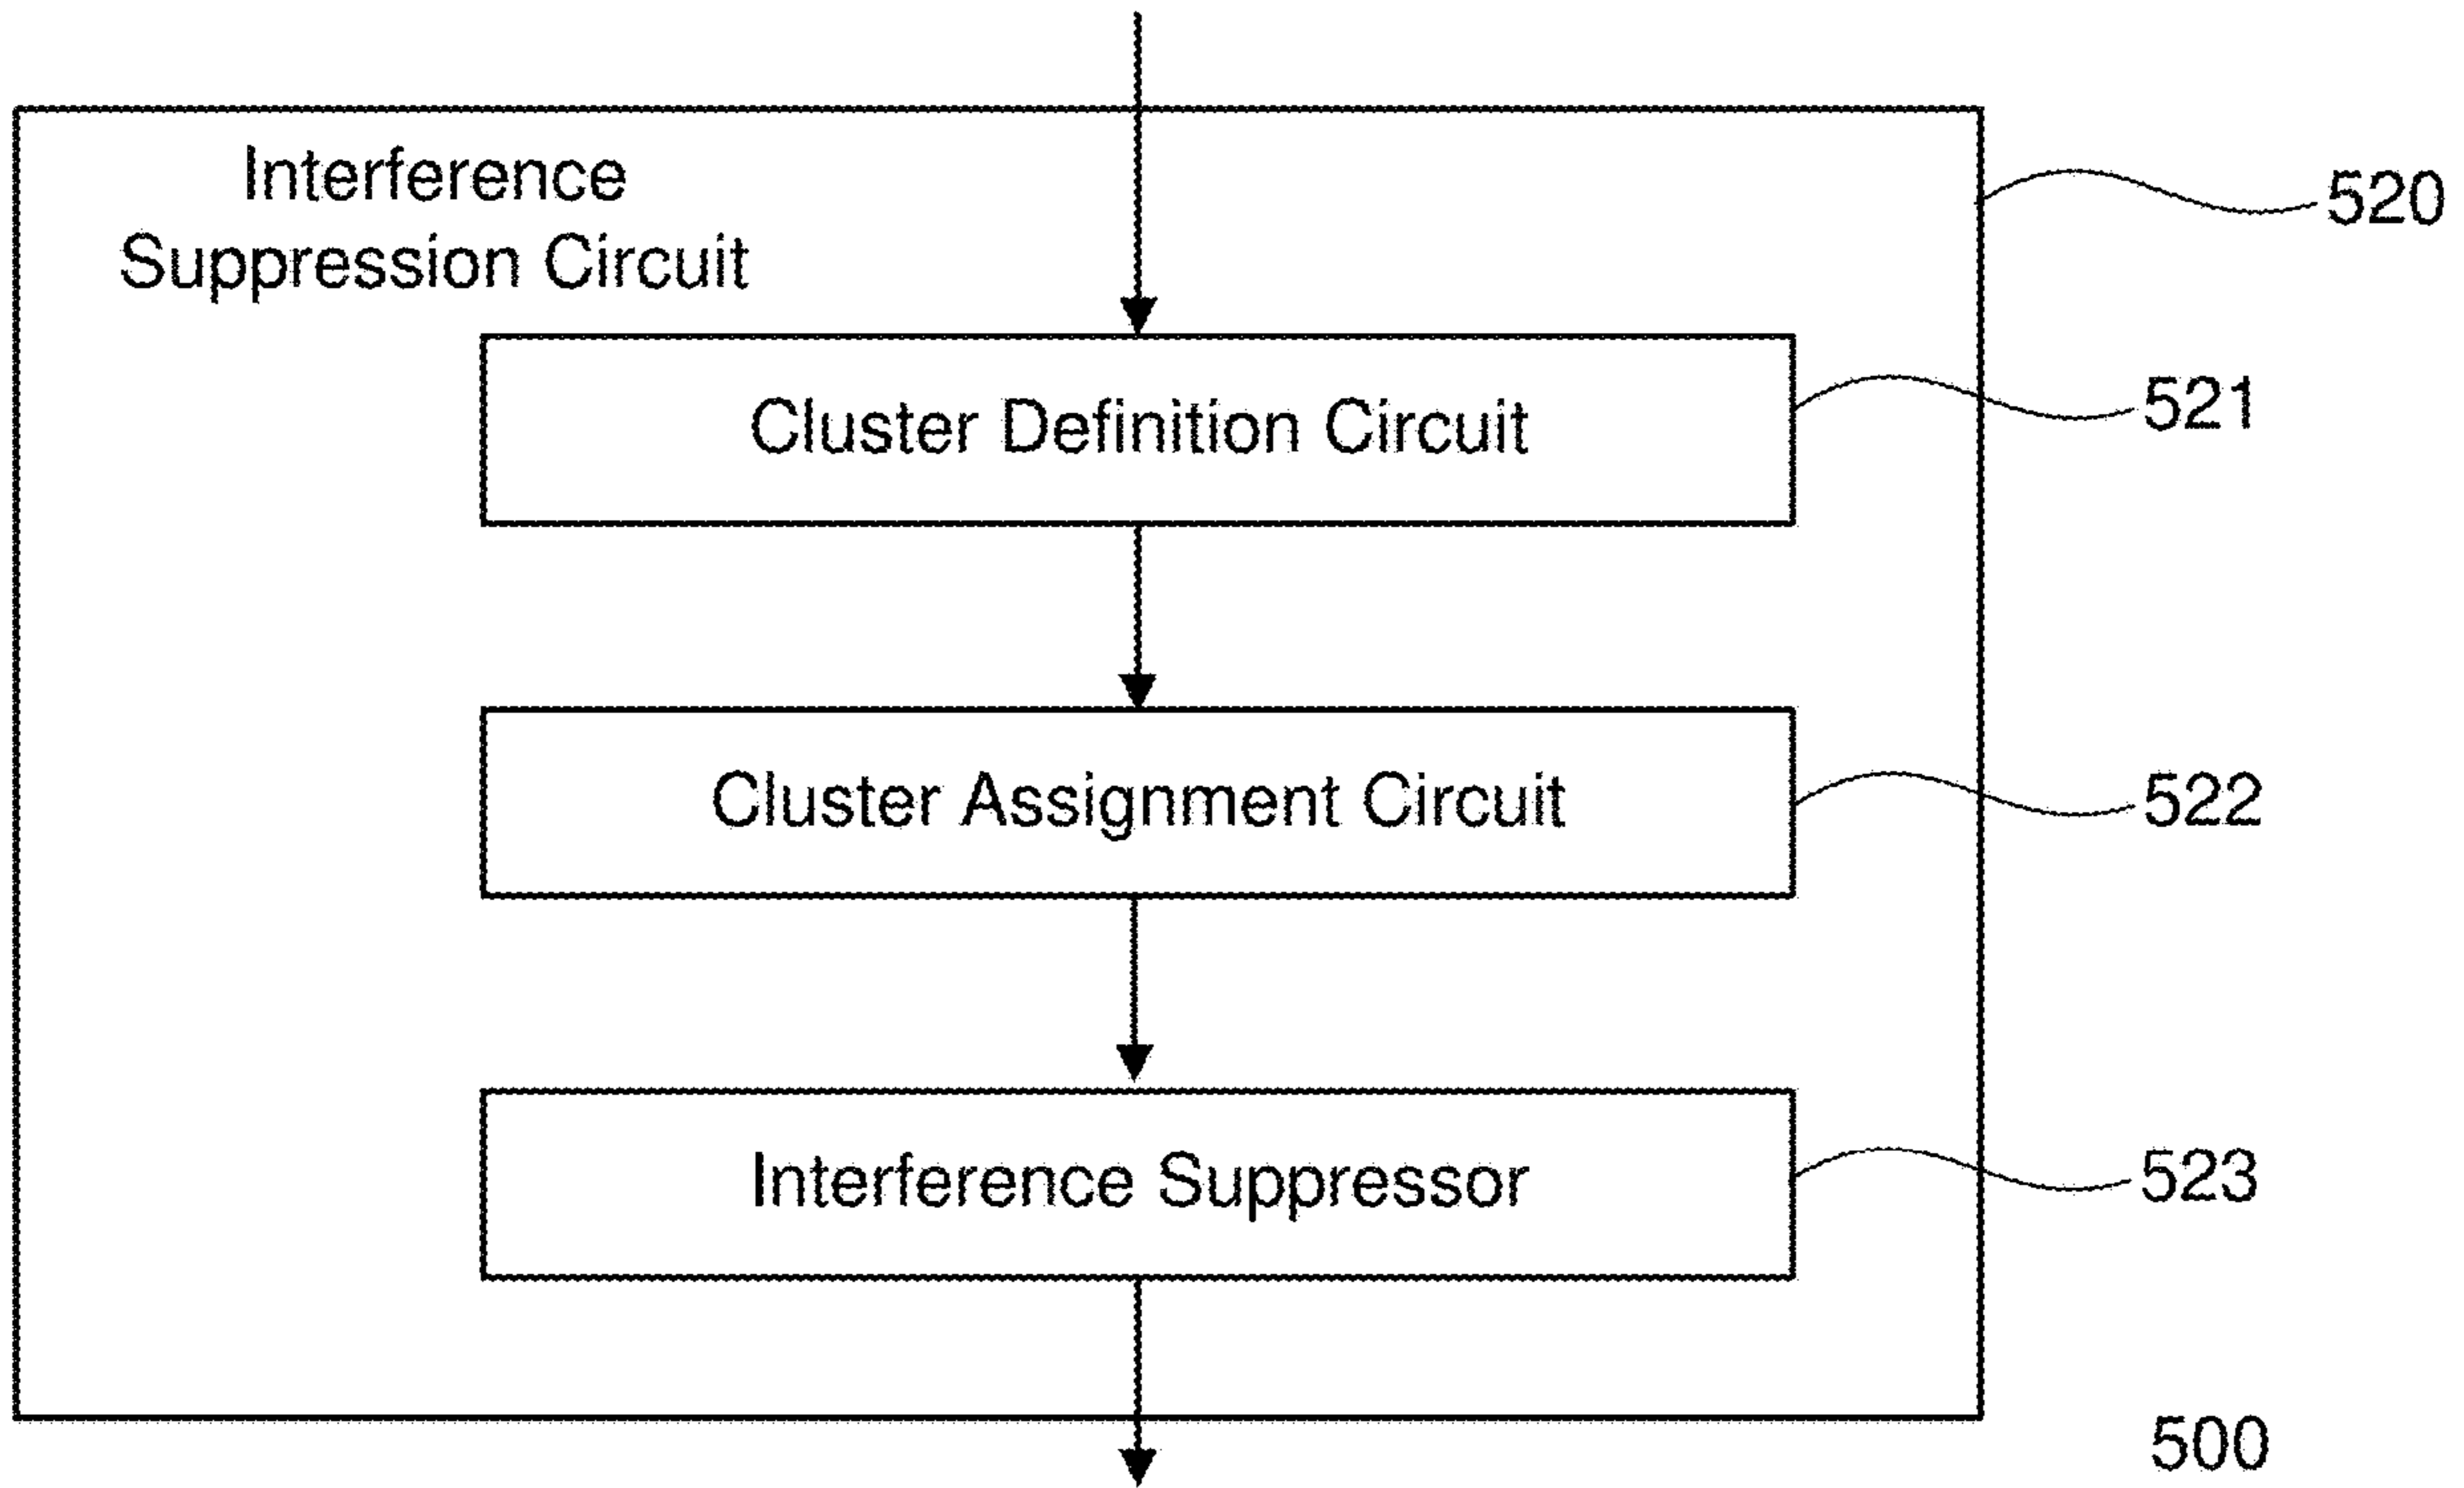 Interference
Suppression Circuit
520
Cluster Definition Circuit
521
Cluster Assignment Circuit
522
Interference Suppressor
523
500